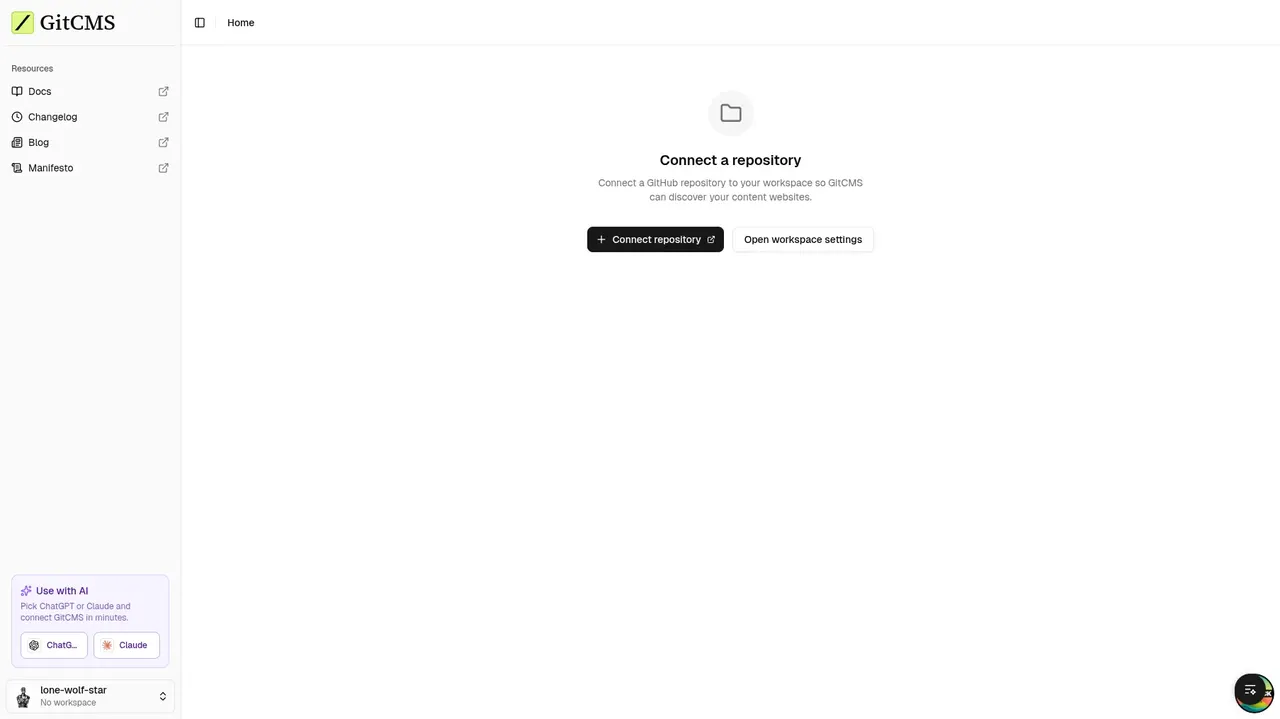 GitCMS
Home
Resources
Docs
Changelog
Blog
Manifesto
Connect a repository
Connect a GitHub repository to your workspace so GitCMS
can discover your content websites.
Connect repository
Open workspace settings
Use with AI
Pick ChatGPT or Claude and
connect GitCMS in minutes.
ChatG...
Claude
lone-wolf-star
No workspace